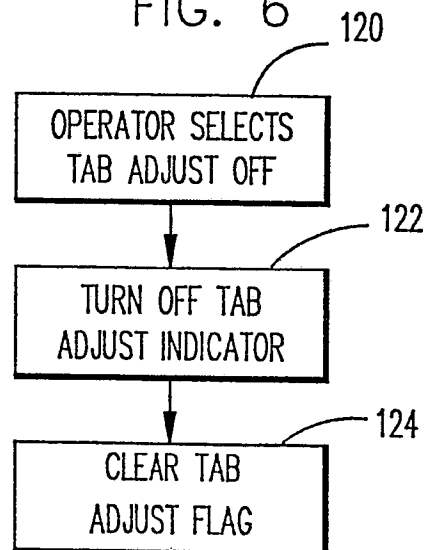 FIG. 6
120
OPERATOR SELECTS
TAB ADJUST OFF
122
TURN OFF TAB
ADJUST INDICATOR
124
CLEAR TAB
ADJUST FLAG